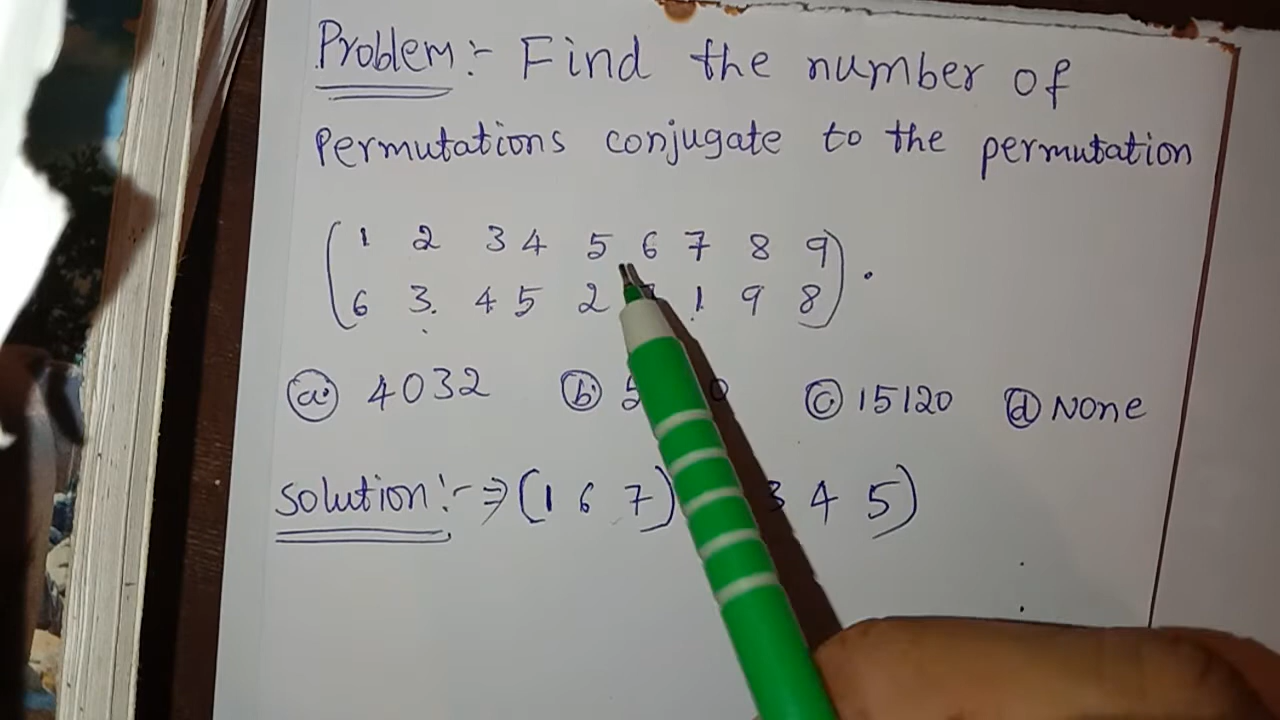 Problem:- Find the number of
permutations conjugate to the permutation
( 1 2 3 4 5 6 7 8 9
6 3. 4 5 2 1 9 8 ) .
(a) 4032 (b) (c) 15120 (d) None
Solution:- ⇒ (1 6 7) 3 4 5)